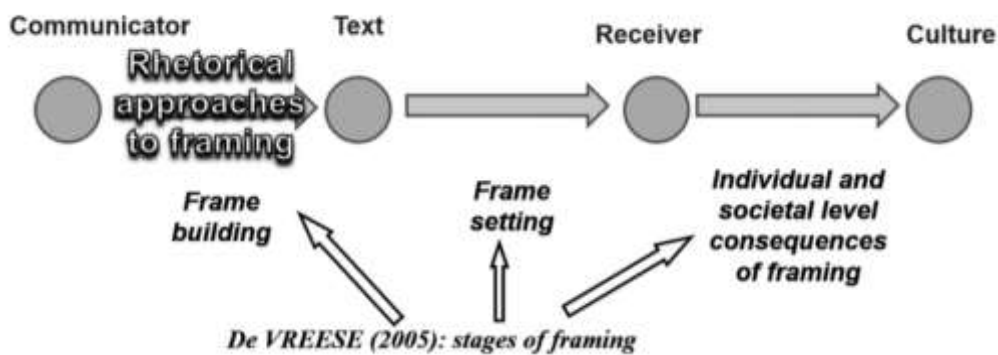 Communicator
Text
Receiver
Culture
Rhetorical
approaches
to framing
Frame
building
Frame
setting
Individual and
societal level
consequences
of framing
De VREESE (2005): stages of framing